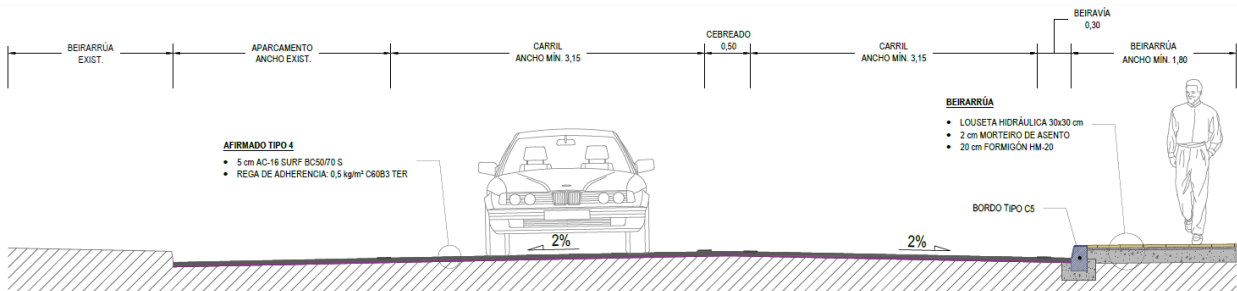 BEIRARRÚA
EXIST.
APARCAMENTO
ANCHO EXIST.
CARRIL
ANCHO MÍN. 3,15
CEBREADO
0,50
CARRIL
ANCHO MÍN. 3,15
BEIRAVÍA
0,30
BEIRARRÚA
ANCHO MÍN. 1,80
AFIRMADO TIPO 4
• 5 cm AC-16 SURF BC50/70 S
• REGA DE ADHERENCIA: 0,5 kg/m² C60B3 TER
BEIRARRÚA
• LOUSETA HIDRÁULICA 30x30 cm
• 2 cm MORTEIRO DE ASENTO
• 20 cm FORMIGÓN HM-20
BORDO TIPO C5
2%
2%